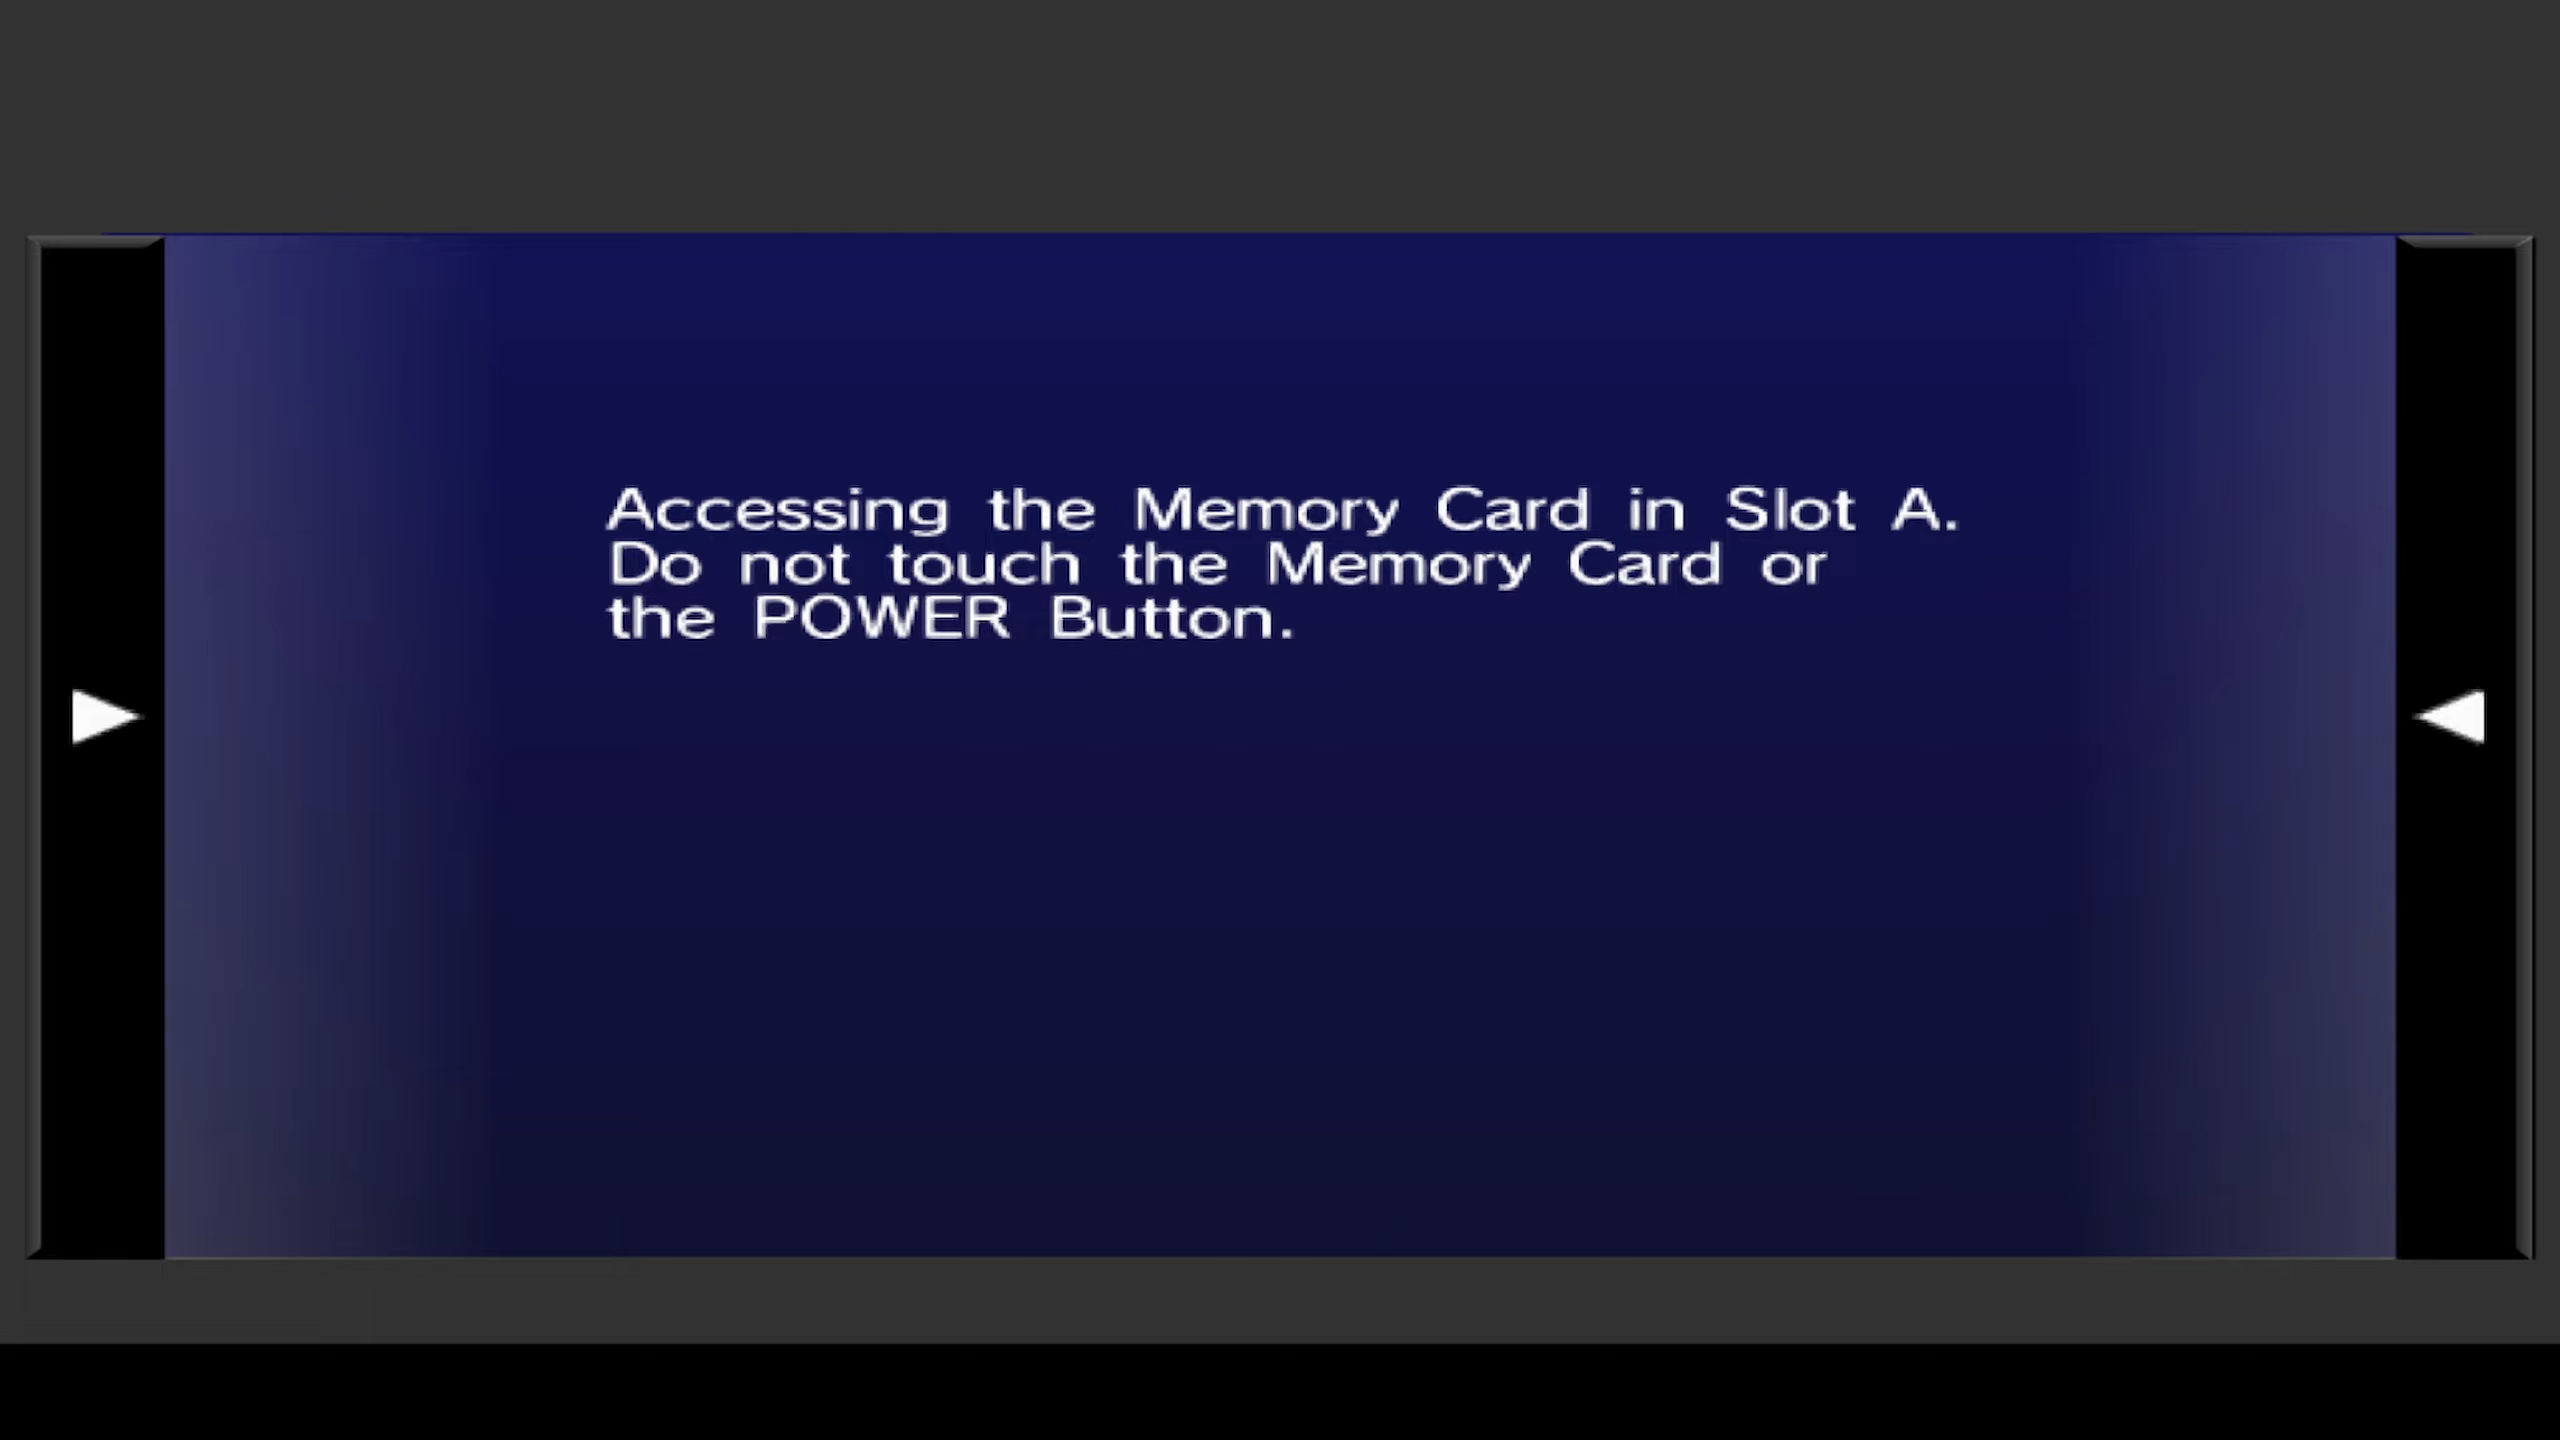 Accessing the Memory Card in Slot A.
Do not touch the Memory Card or
the POWER Button.